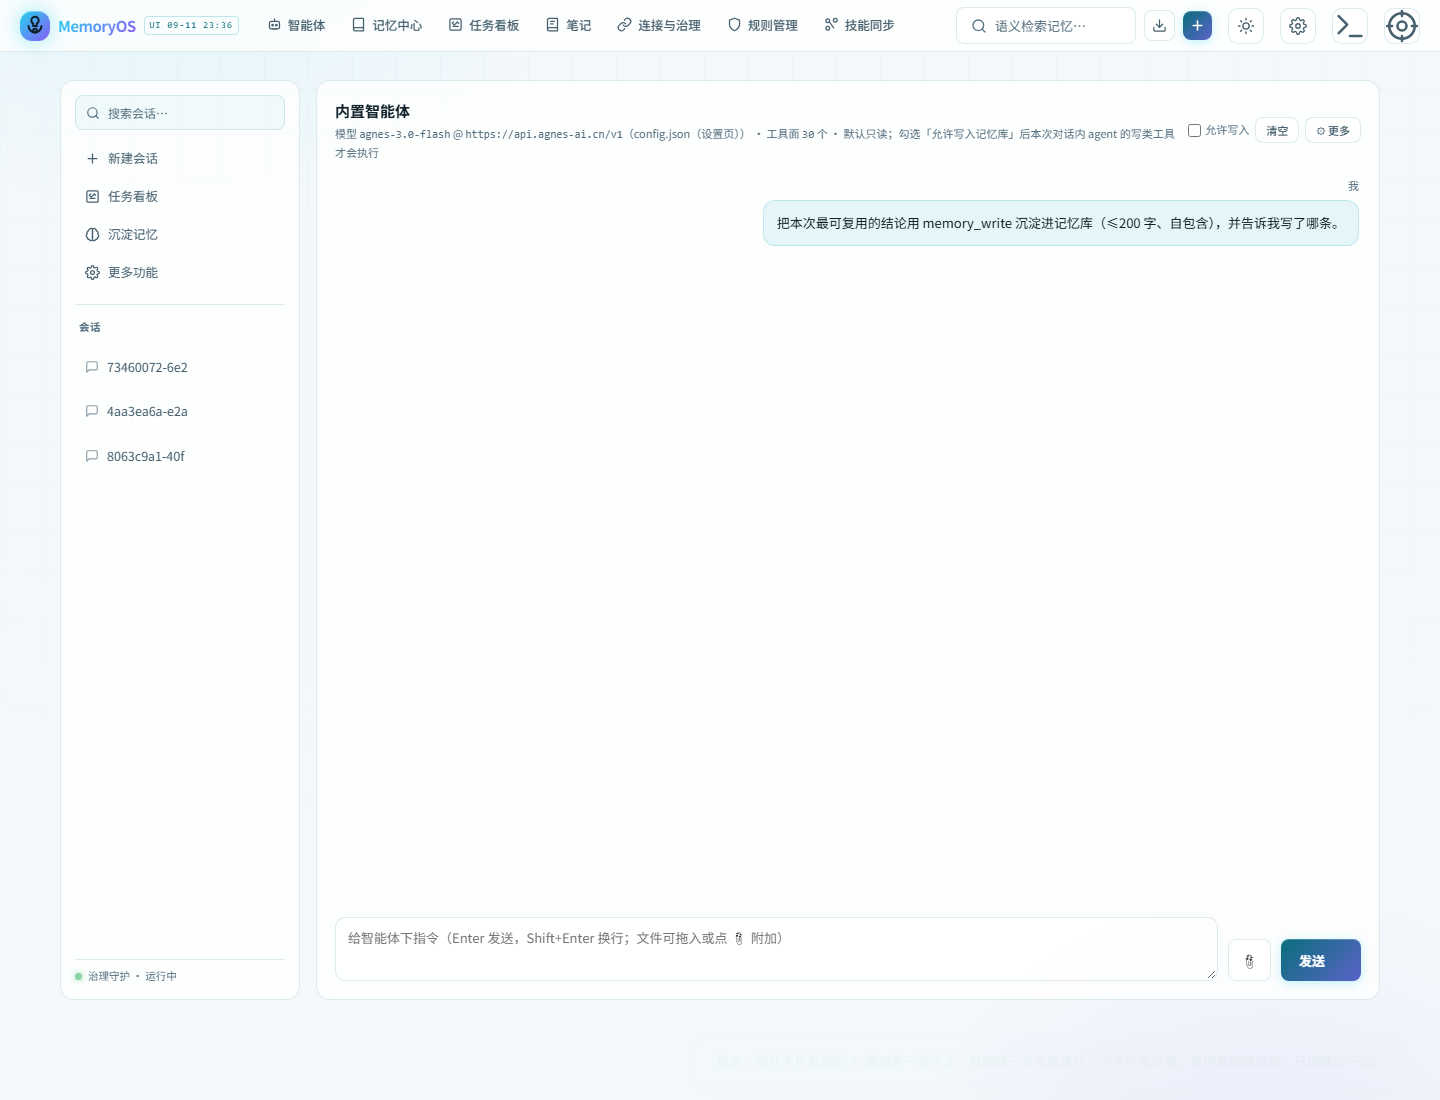 MemoryOS
UI 09-11 23:36
智能体
记忆中心
任务看板
笔记
连接与治理
规则管理
技能同步
语义检索记忆…
搜索会话…
新建会话
任务看板
沉淀记忆
更多功能
会话
73460072-6e2
4aa3ea6a-e2a
8063c9a1-40f
治理守护 · 运行中
内置智能体
模型 agnes-3.0-flash @ https://api.agnes-ai.cn/v1（config.json（设置页）） · 工具面 30 个 · 默认只读；勾选「允许写入记忆库」后本次对话内 agent 的写类工具
才会执行
允许写入
清空
更多
我
把本次最可复用的结论用 memory_write 沉淀进记忆库（≤200 字、自包含），并告诉我写了哪条。
给智能体下指令（Enter 发送，Shift+Enter 换行；文件可拖入或点 📎 附加）
发送